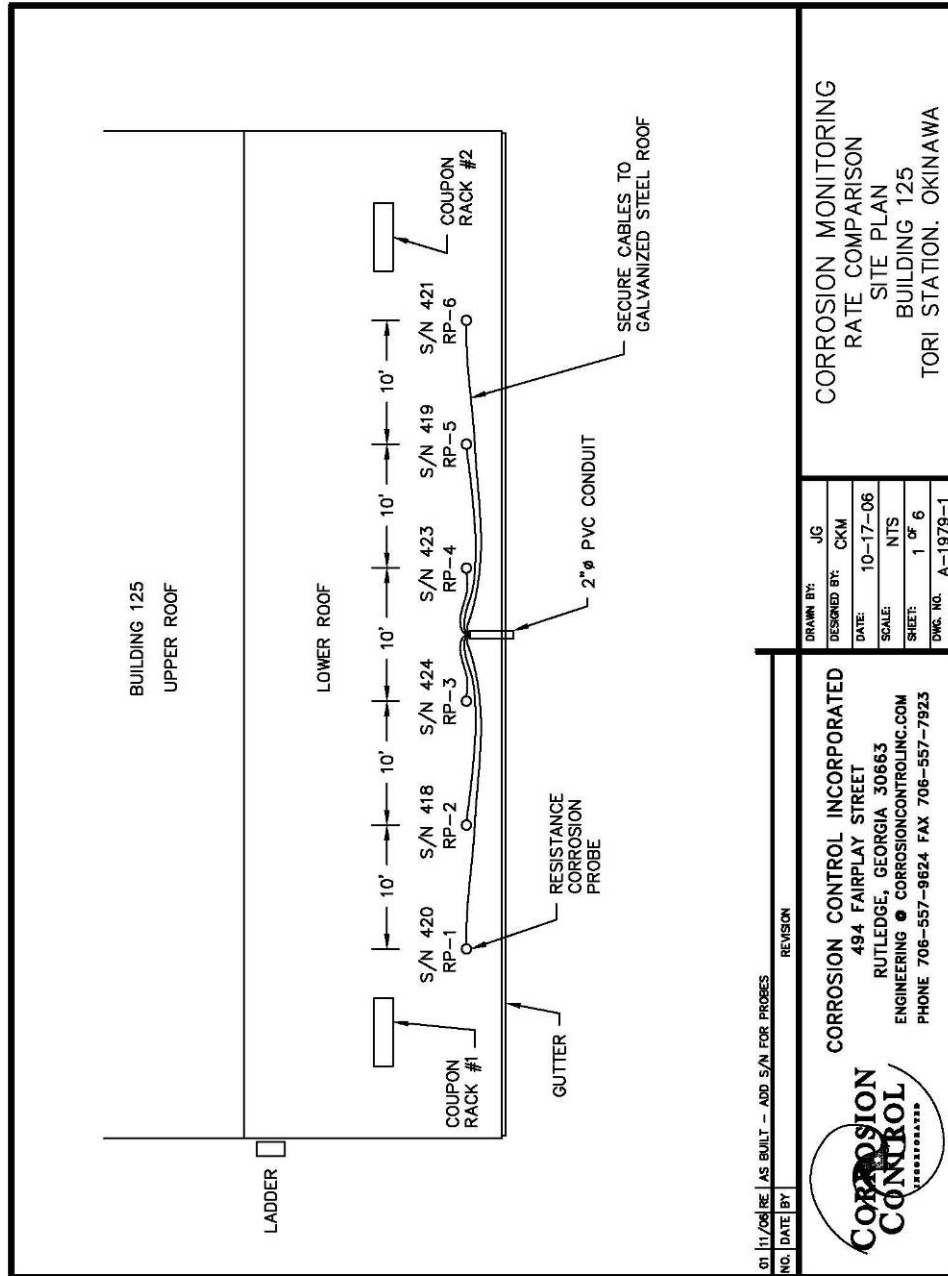 BUILDING 125
UPPER ROOF
LOWER ROOF
LADDER
10'
10'
10'
10'
10'
S/N 420
RP-1
S/N 418
RP-2
S/N 424
RP-3
S/N 423
RP-4
S/N 419
RP-5
S/N 421
RP-6
COUPON
RACK #1
COUPON
RACK #2
GUTTER
RESISTANCE
CORROSION
PROBE
2"ø PVC CONDUIT
SECURE CABLES TO
GALVANIZED STEEL ROOF
01 11/06 RE AS BUILT - ADD S/N FOR PROBES
NO. DATE BY REVISION
CORROSION
CONTROL
INCORPORATED
CORROSION CONTROL INCORPORATED
494 FAIRPLAY STREET
RUTLEDGE, GEORGIA 30663
ENGINEERING @ CORROSIONCONTROLINC.COM
PHONE 706-557-9624 FAX 706-557-7923
DRAWN BY: JG
DESIGNED BY: CKM
DATE: 10-17-06
SCALE: NTS
SHEET: 1 OF 6
DWG. NO. A-1979-1
CORROSION MONITORING
RATE COMPARISON
SITE PLAN
BUILDING 125
TORI STATION. OKINAWA